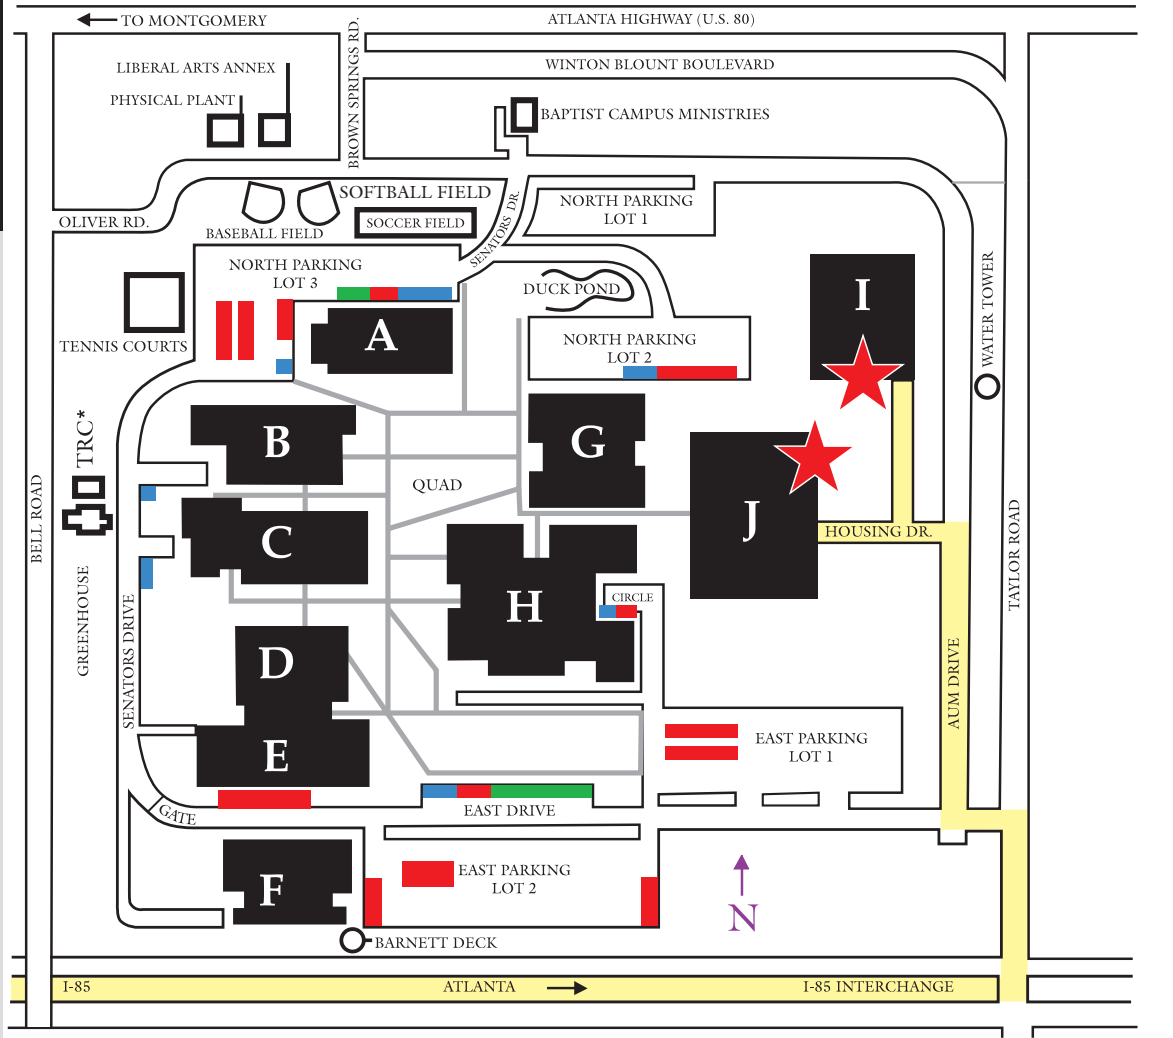 TO MONTGOMERY
ATLANTA HIGHWAY (U.S. 80)
LIBERAL ARTS ANNEX
WINTON BLOUNT BOULEVARD
PHYSICAL PLANT
BROWN SPRINGS RD.
BAPTIST CAMPUS MINISTRIES
SOFTBALL FIELD
OLIVER RD.
SOCCER FIELD
BASEBALL FIELD
SENATORS DR.
NORTH PARKING
LOT 1
NORTH PARKING
LOT 3
DUCK POND
I
WATER TOWER
TENNIS COURTS
A
NORTH PARKING
LOT 2
TRC*
B
G
QUAD
BELL ROAD
C
J
HOUSING DR.
TAYLOR ROAD
GREENHOUSE
SENATORS DRIVE
H
CIRCLE
D
AUM DRIVE
E
EAST PARKING
LOT 1
GATE
EAST DRIVE
F
EAST PARKING
LOT 2
N
BARNETT DECK
I-85
ATLANTA
I-85 INTERCHANGE